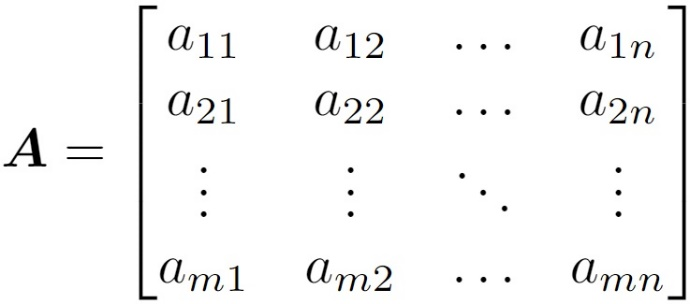 a₁₁ a₁₂ … a₁ₙ
a₂₁ a₂₂ … a₂ₙ
A = ⋮ ⋮ ⋱ ⋮
aₘ₁ aₘ₂ … aₘₙ